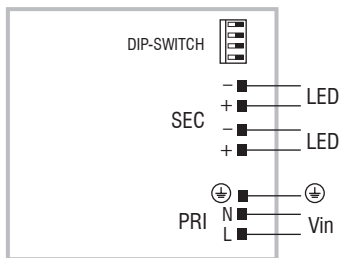 DIP-SWITCH
−
+ LED
SEC
−
+ LED
PRI N
L Vin